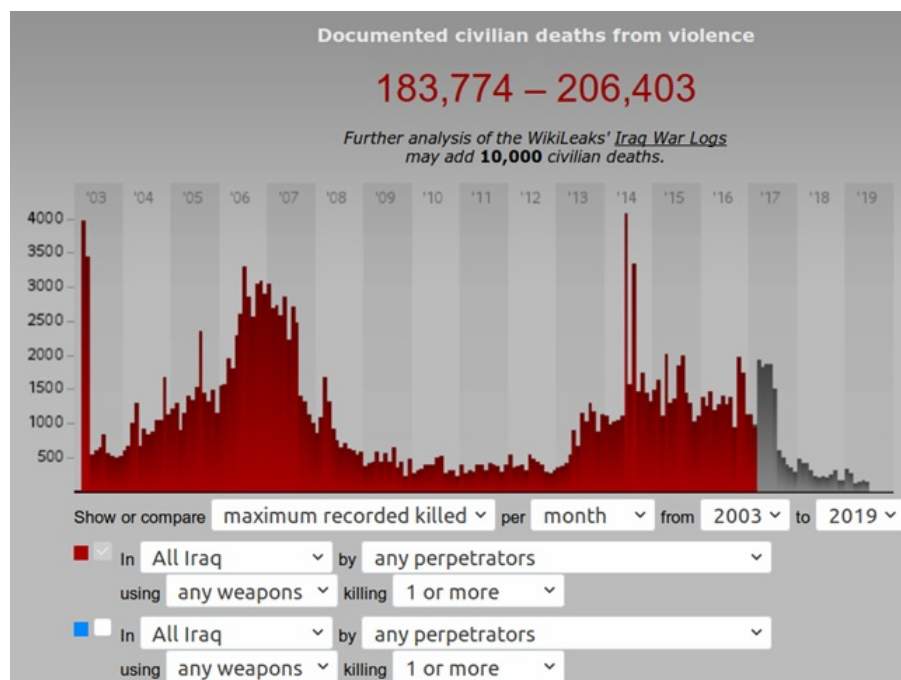 Documented civilian deaths from violence
183,774 – 206,403
Further analysis of the WikiLeaks' Iraq War Logs
may add 10,000 civilian deaths.
'03 '04 '05 '06 '07 '08 '09 '10 '11 '12 '13 '14 '15 '16 '17 '18 '19
4000
3500
3000
2500
2000
1500
1000
500
Show or compare maximum recorded killed per month from 2003 to 2019
In All Iraq by any perpetrators
using any weapons killing 1 or more
In All Iraq by any perpetrators
using any weapons killing 1 or more